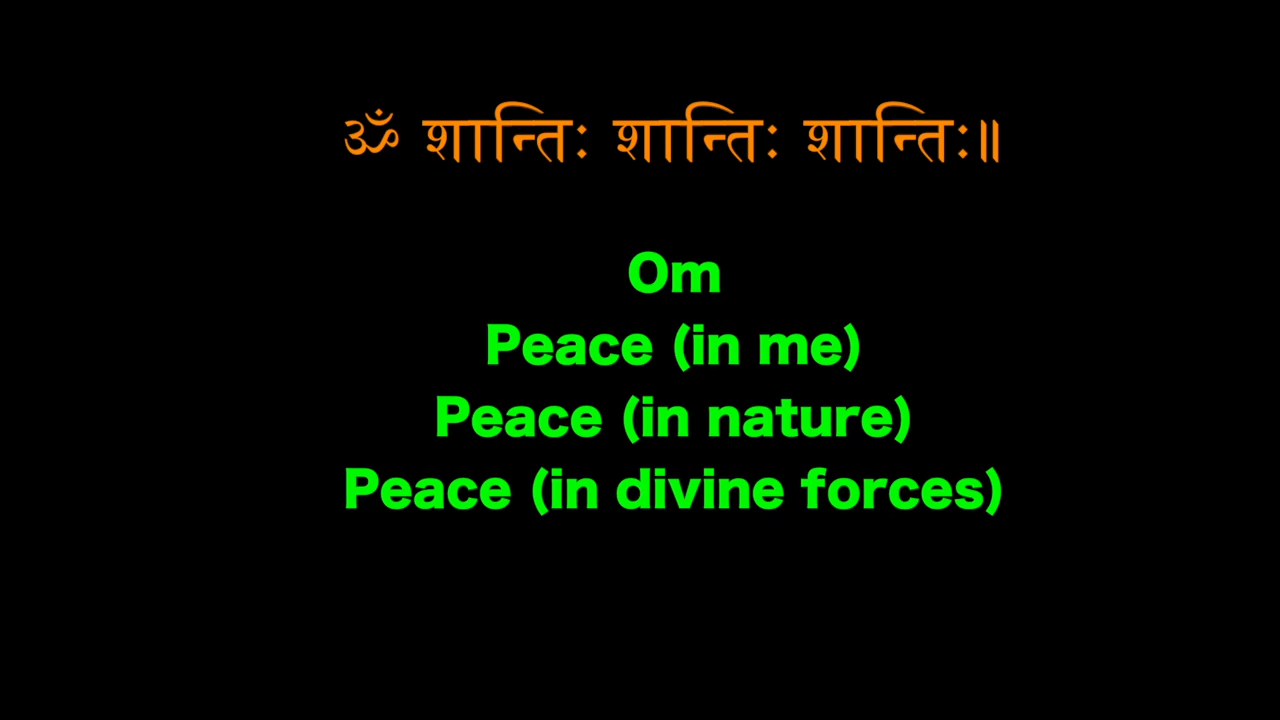 ॐ शान्तिः शान्तिः शान्तिः॥
Om
Peace (in me)
Peace (in nature)
Peace (in divine forces)